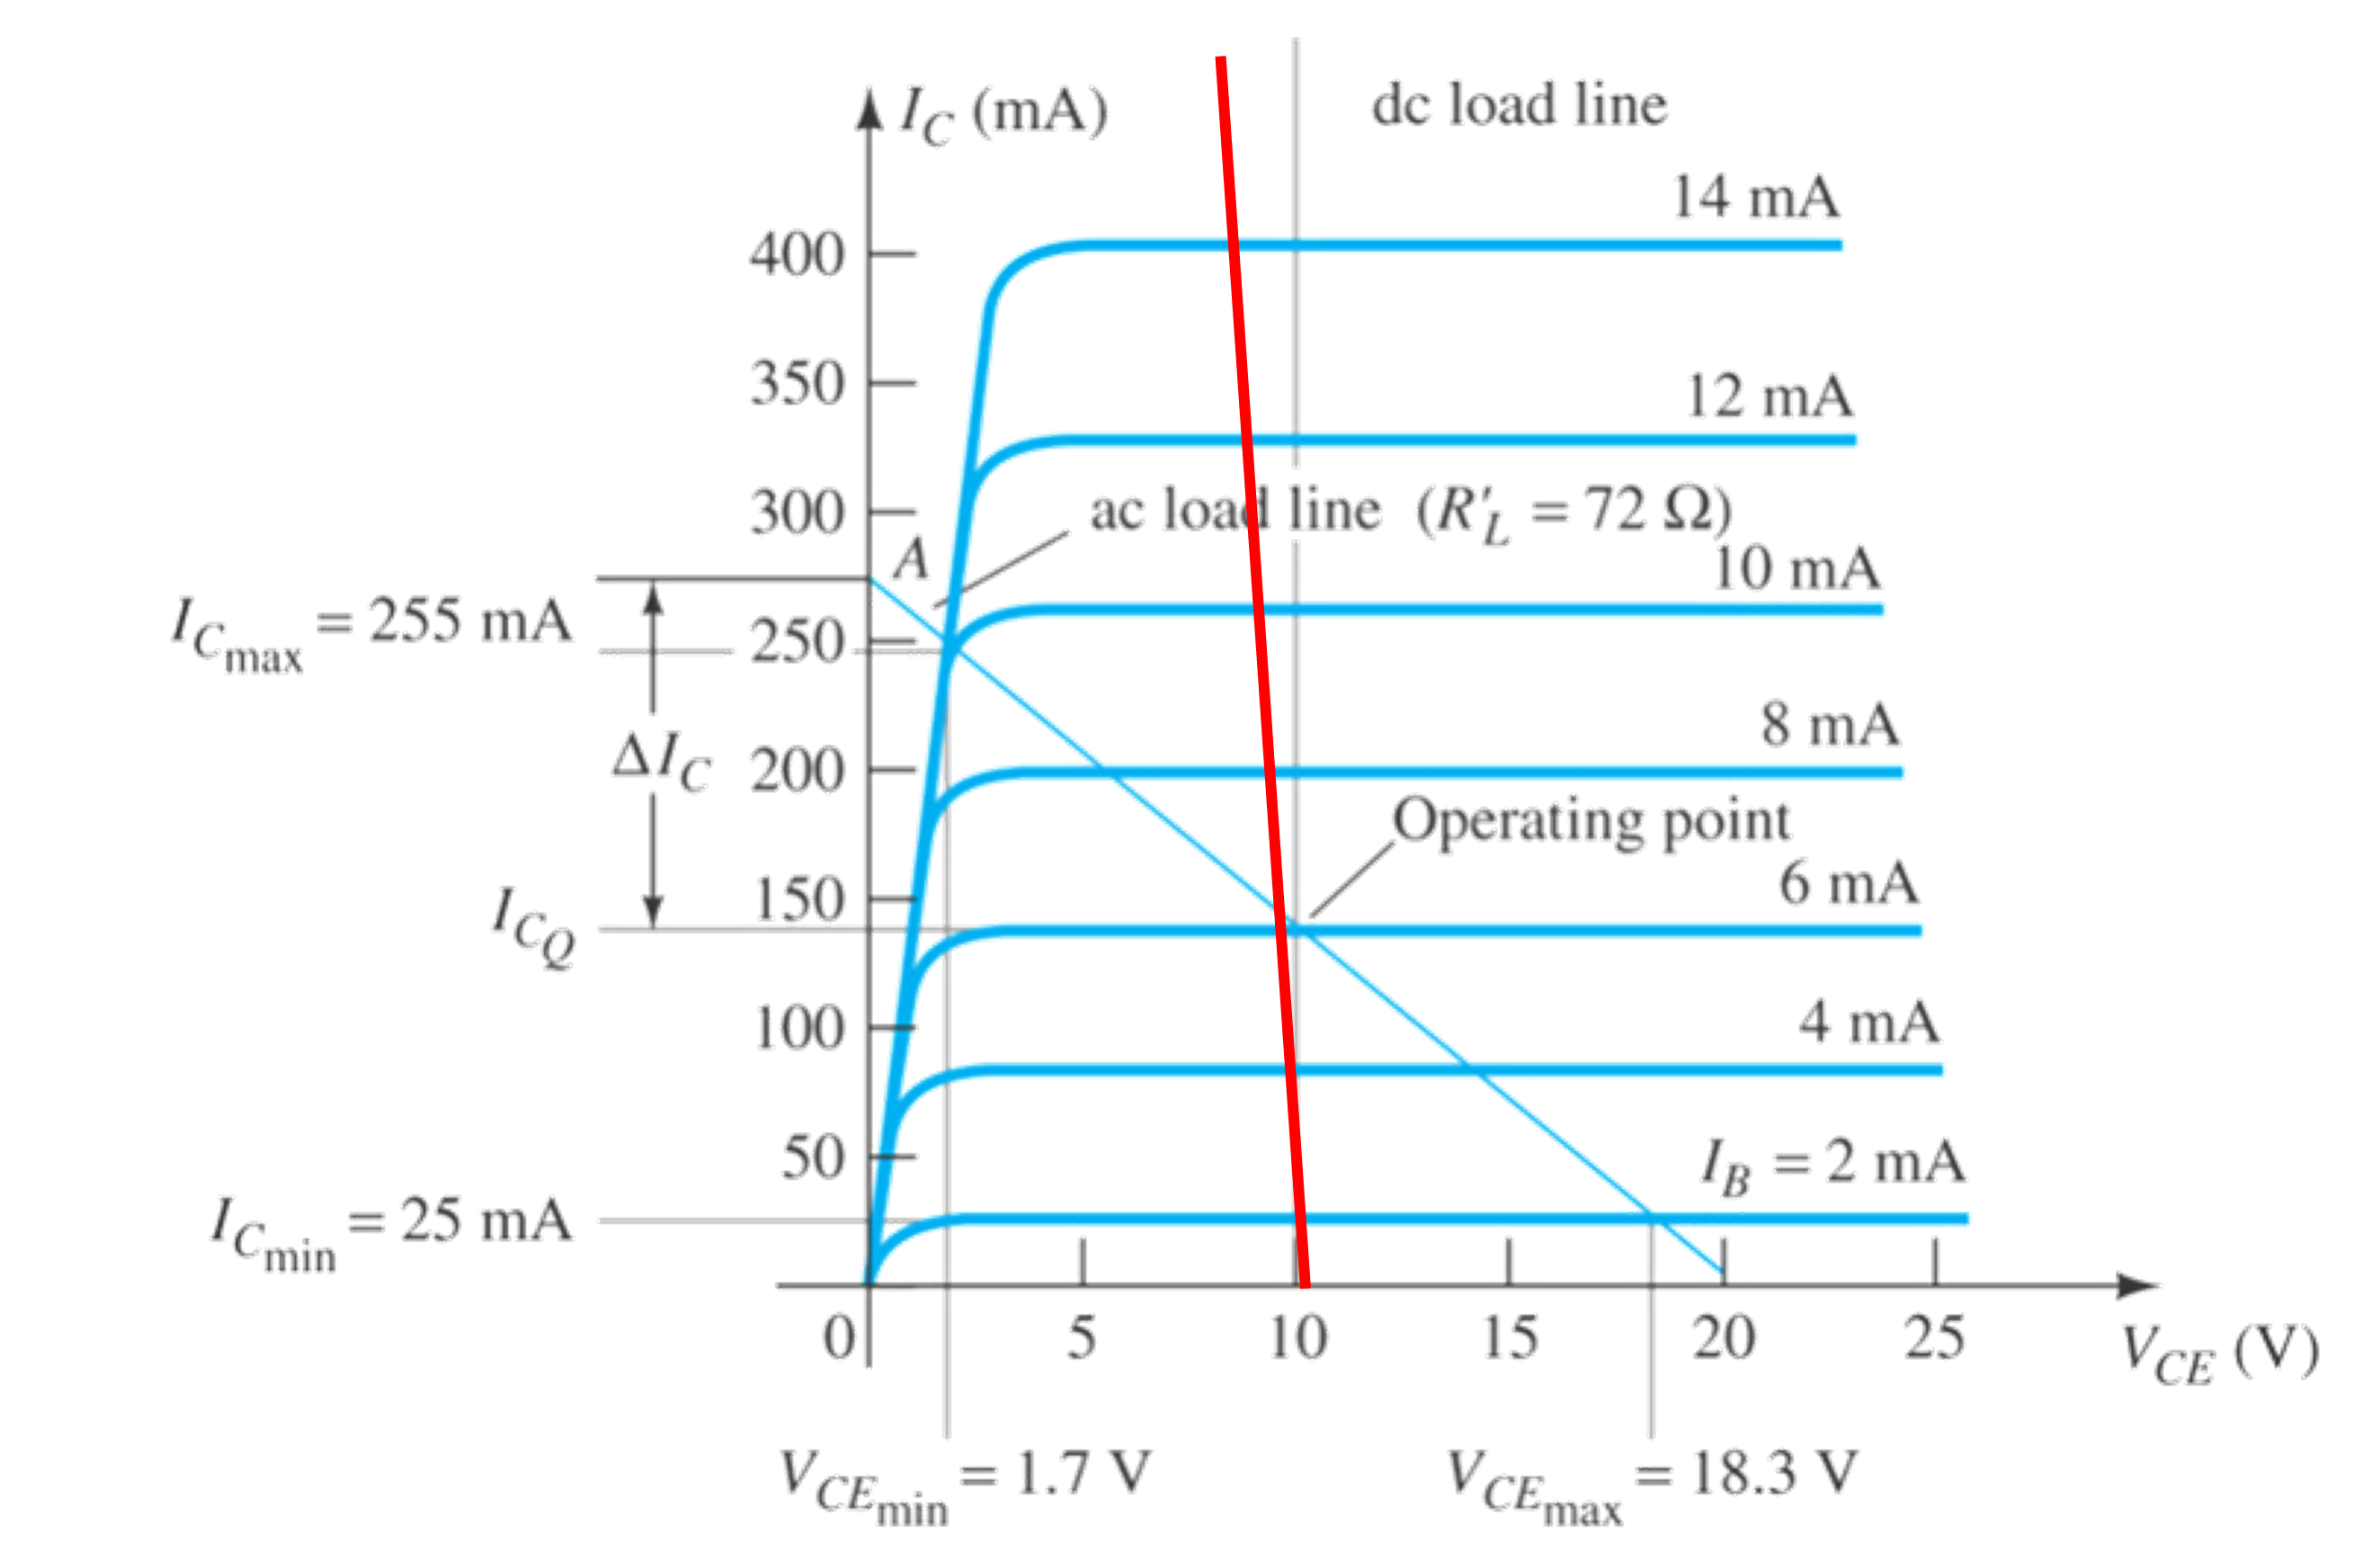 I_C (mA)
dc load line
14 mA
400
350
12 mA
300
ac load line (R'_L = 72 Ω)
A
10 mA
I_Cmax = 255 mA
250
8 mA
ΔI_C
200
Operating point
6 mA
150
I_CQ
100
4 mA
50
I_B = 2 mA
I_Cmin = 25 mA
0 5 10 15 20 25
V_CE (V)
V_CEmin = 1.7 V
V_CEmax = 18.3 V